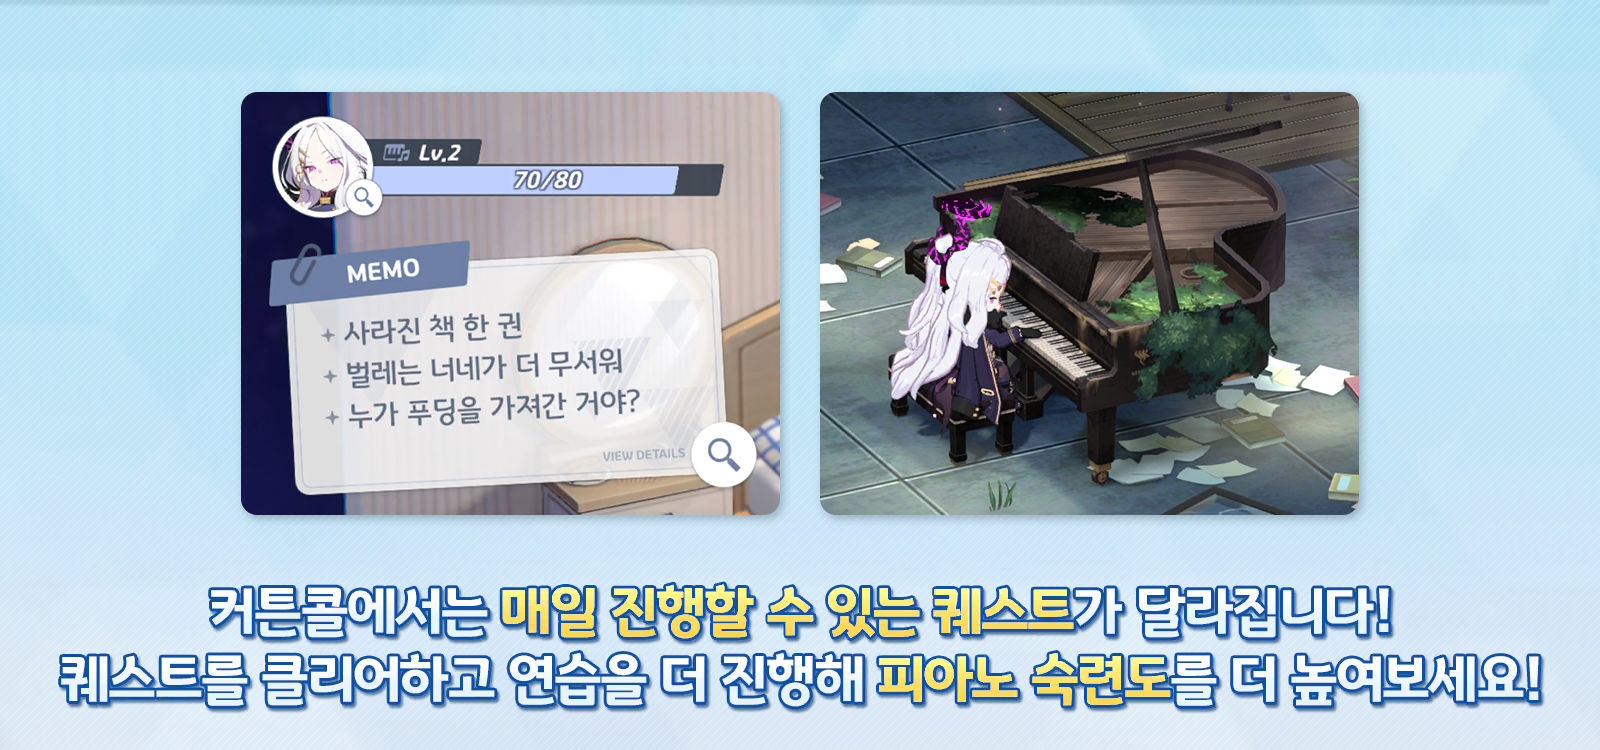 Lv.2
70/80
MEMO
사라진 책 한 권
벌레는 너네가 더 무서워
누가 푸딩을 가져간 거야?
VIEW DETAILS
커튼콜에서는 매일 진행할 수 있는 퀘스트가 달라집니다!
퀘스트를 클리어하고 연습을 더 진행해 피아노 숙련도를 더 높여보세요!